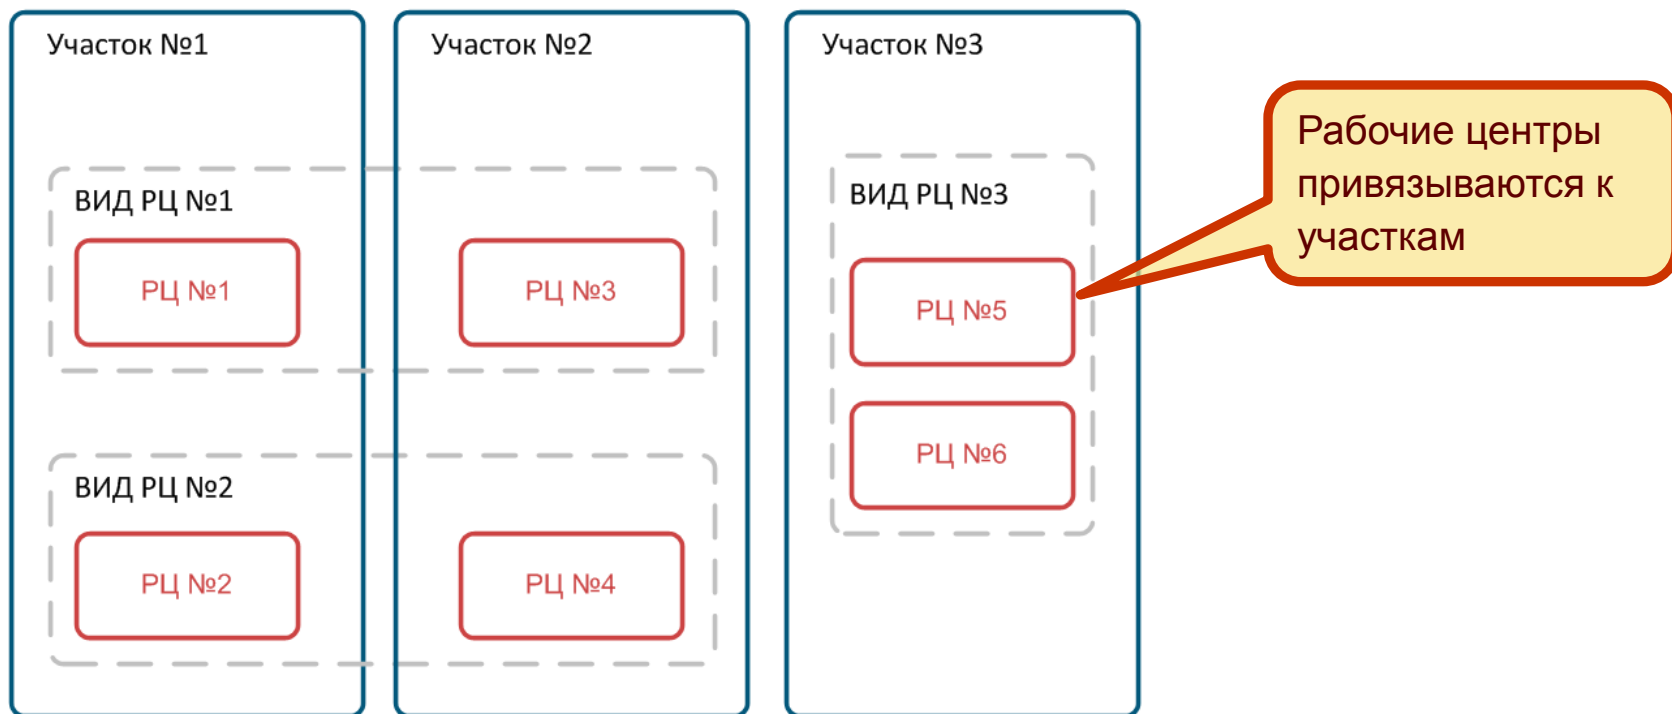 Участок №1
Участок №2
Участок №3
ВИД РЦ №1
РЦ №1
РЦ №3
ВИД РЦ №2
РЦ №2
РЦ №4
ВИД РЦ №3
РЦ №5
РЦ №6
Рабочие центры
привязываются к
участкам